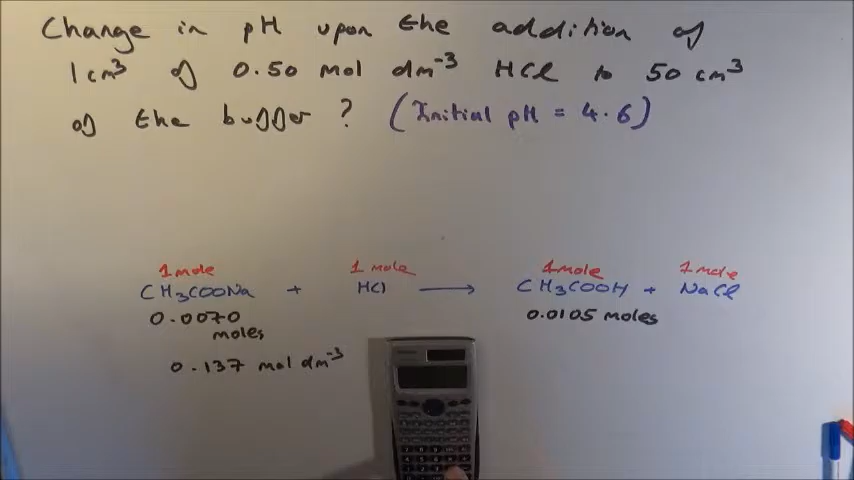 Change in pH upon the addition of
1cm³ of 0.50 mol dm⁻³ HCl to 50 cm³
of the buffer ? (Initial pH = 4.6)
1 mole 1 mole 1 mole 1 mole
CH₃COONa + HCl → CH₃COOH + NaCl
0.0070 moles 0.0105 moles
0.137 mol dm⁻³